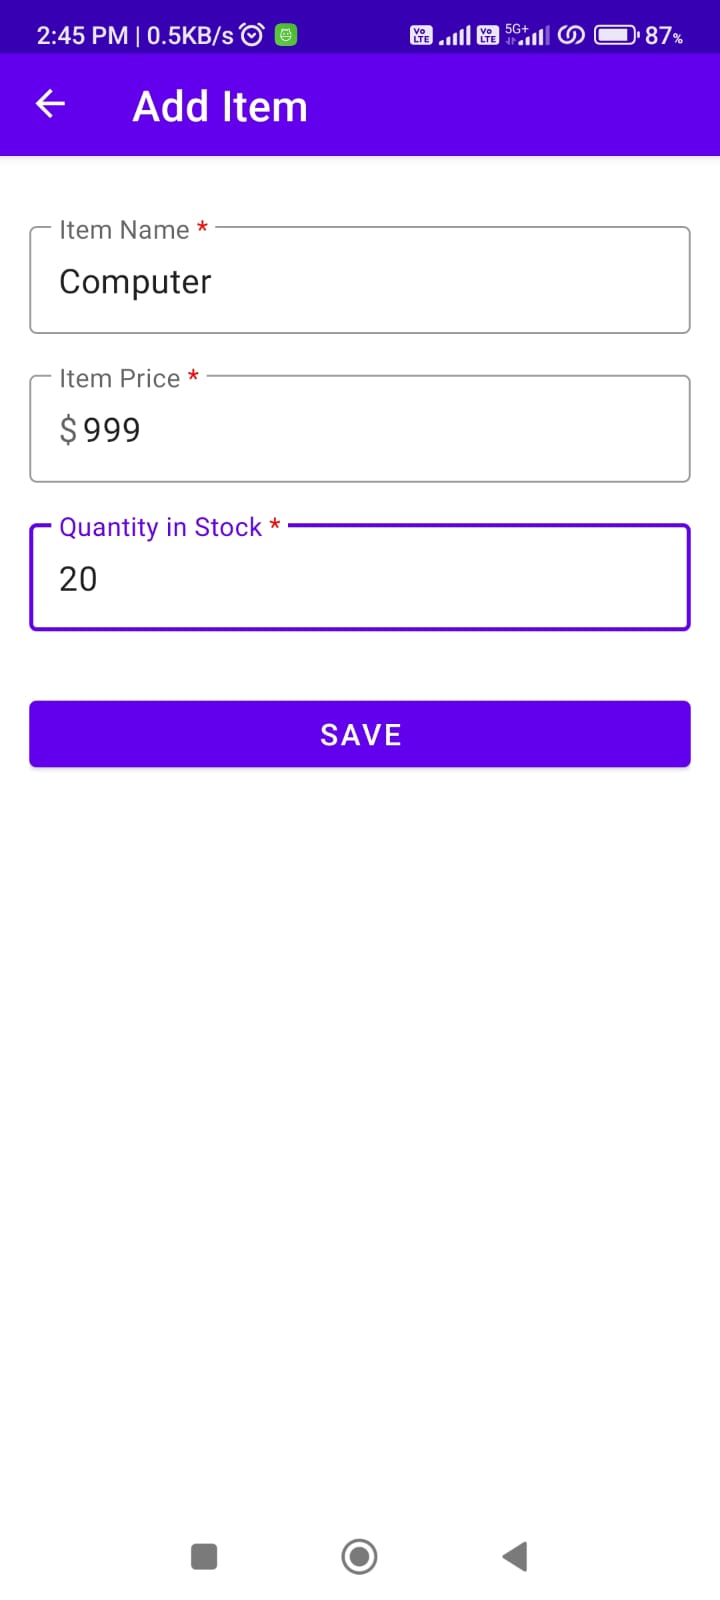 2:45 PM | 0.5KB/s Vo LTE Vo LTE 5G+ 87%
Add Item
Item Name *
Computer
Item Price *
$ 999
Quantity in Stock *
20
SAVE